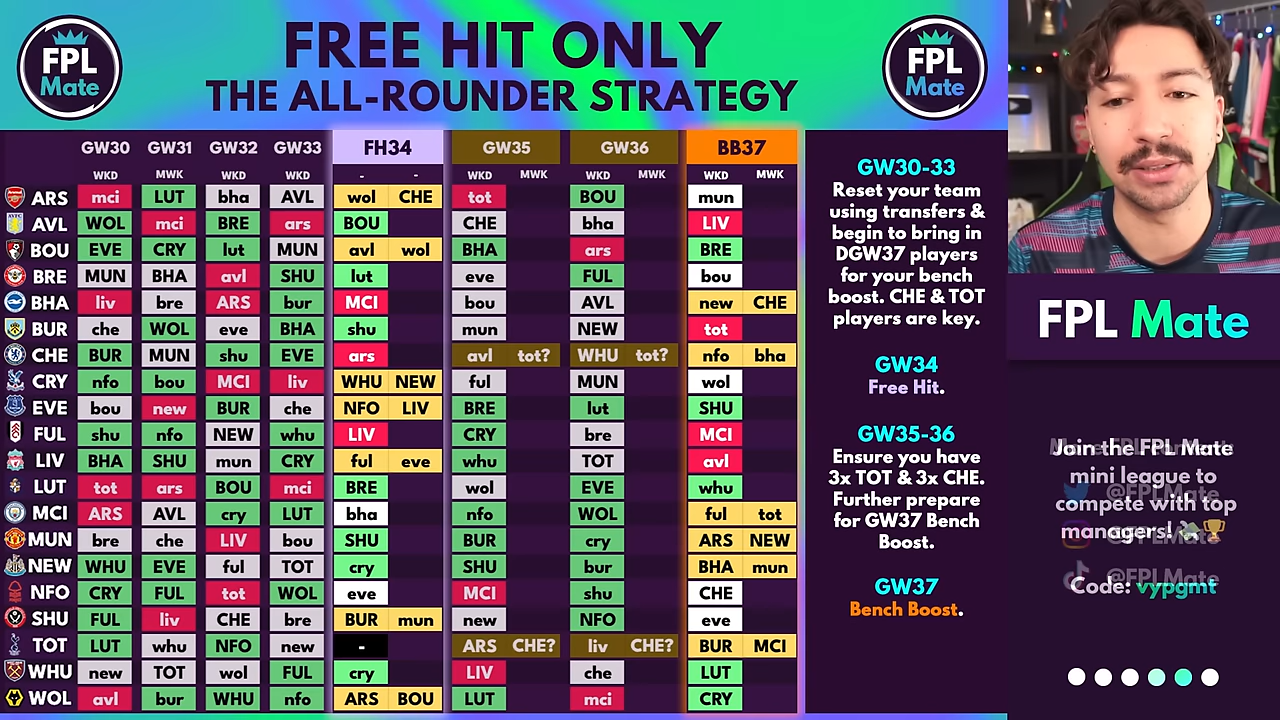 FPL
Mate
FREE HIT ONLY
THE ALL-ROUNDER STRATEGY
FPL
Mate
GW30 GW31 GW32 GW33 FH34 GW35 GW36 BB37
WKD MWK WKD WKD - - WKD MWK WKD MWK WKD MWK
ARS mci LUT bha AVL wol CHE tot BOU mun
AVL WOL mci BRE ars BOU CHE bha LIV
BOU EVE CRY lut MUN avl wol BHA ars BRE
BRE MUN BHA avl SHU lut eve FUL bou
BHA liv bre ARS bur MCI bou AVL new CHE
BUR che WOL eve BHA shu mun NEW tot
CHE BUR MUN shu EVE ars avl tot? WHU tot? nfo bha
CRY nfo bou MCI liv WHU NEW ful MUN wol
EVE bou new BUR che NFO LIV BRE lut SHU
FUL shu nfo NEW whu LIV CRY bre MCI
LIV BHA SHU mun CRY ful eve whu TOT avl
LUT tot ars BOU mci BRE wol EVE whu
MCI ARS AVL cry LUT bha nfo WOL ful tot
MUN bre che LIV bou SHU BUR cry ARS NEW
NEW WHU EVE ful TOT cry SHU bur BHA mun
NFO CRY FUL tot WOL eve MCI shu CHE
SHU FUL liv CHE bre BUR mun new NFO eve
TOT LUT whu NFO new - ARS CHE? liv CHE? BUR MCI
WHU new TOT wol FUL cry LIV che LUT
WOL avl bur WHU nfo ARS BOU LUT mci CRY
GW30-33
Reset your team
using transfers &
begin to bring in
DGW37 players
for your bench
boost. CHE & TOT
players are key.
GW34
Free Hit.
GW35-36
Ensure you have
3x TOT & 3x CHE.
Further prepare
for GW37 Bench
Boost.
GW37
Bench Boost.
FPL Mate
Join the FPL Mate
mini league to
compete with top
managers!
Code: vypgmt
@FPLMate
@FPLMate
@FPLMate